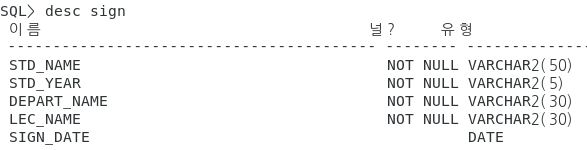 SQL> desc sign
이름 널? 유형
----------------------------------------- -------- -------------
STD_NAME NOT NULL VARCHAR2(50)
STD_YEAR NOT NULL VARCHAR2(5)
DEPART_NAME NOT NULL VARCHAR2(30)
LEC_NAME NOT NULL VARCHAR2(30)
SIGN_DATE DATE